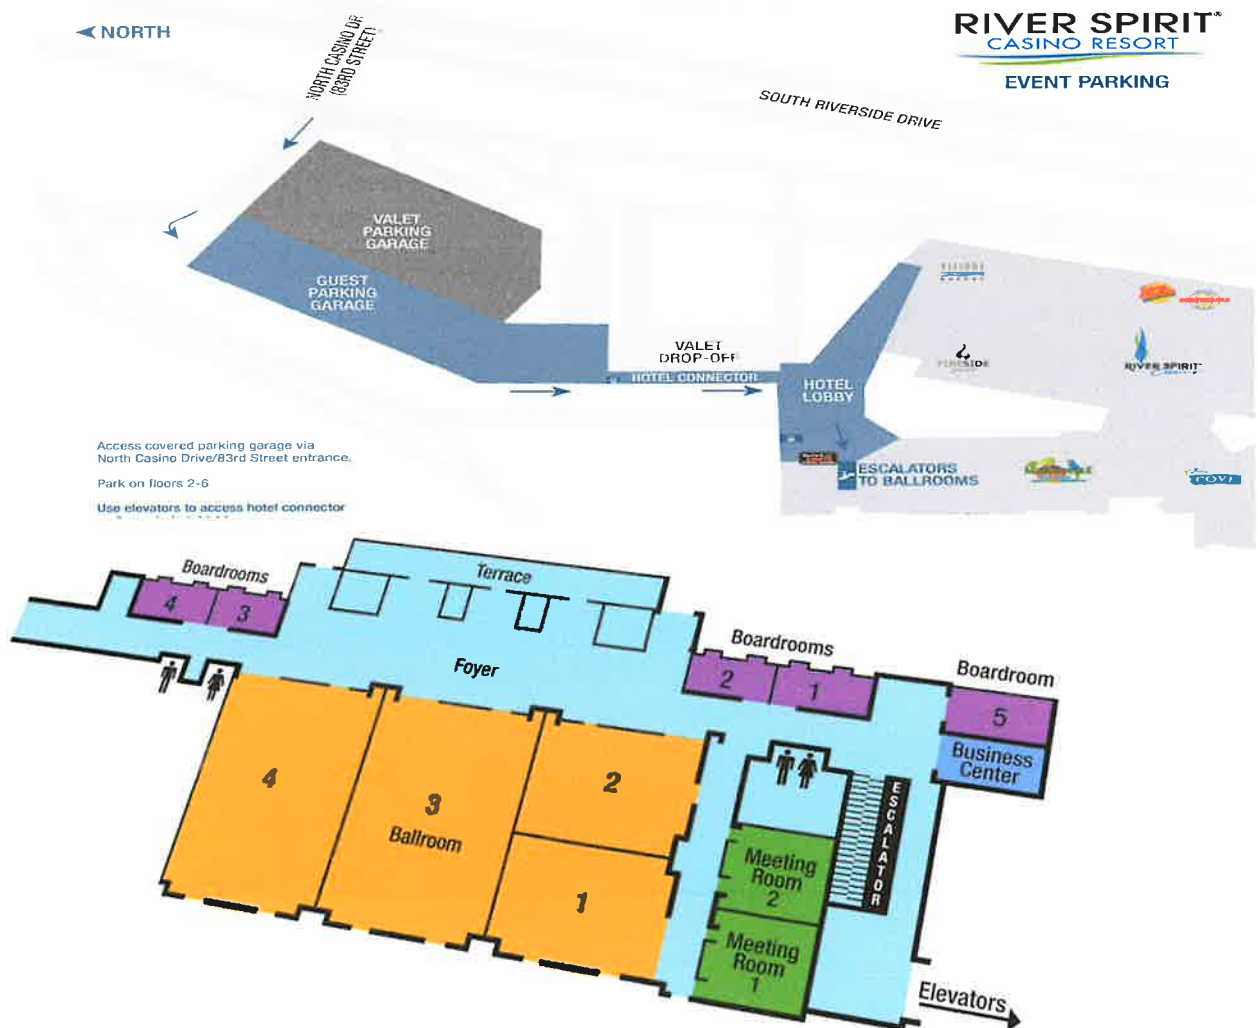 NORTH
NORTH CASINO DR
(83RD STREET)
RIVER SPIRIT®
CASINO RESORT
EVENT PARKING
SOUTH RIVERSIDE DRIVE
VALET
PARKING
GARAGE
GUEST
PARKING
GARAGE
VALET
DROP-OFF
HOTEL CONNECTOR
HOTEL
LOBBY
FIRESIDE
RIVER SPIRIT
ESCALATORS
TO BALLROOMS
COVE
Access covered parking garage via
North Casino Drive/83rd Street entrance.
Park on floors 2-6
Use elevators to access hotel connector
Boardrooms
4
3
Terrace
Foyer
Boardrooms
2
1
Boardroom
5
Business
Center
4
3
Ballroom
2
1
ESCALATOR
Meeting
Room
2
Meeting
Room
1
Elevators